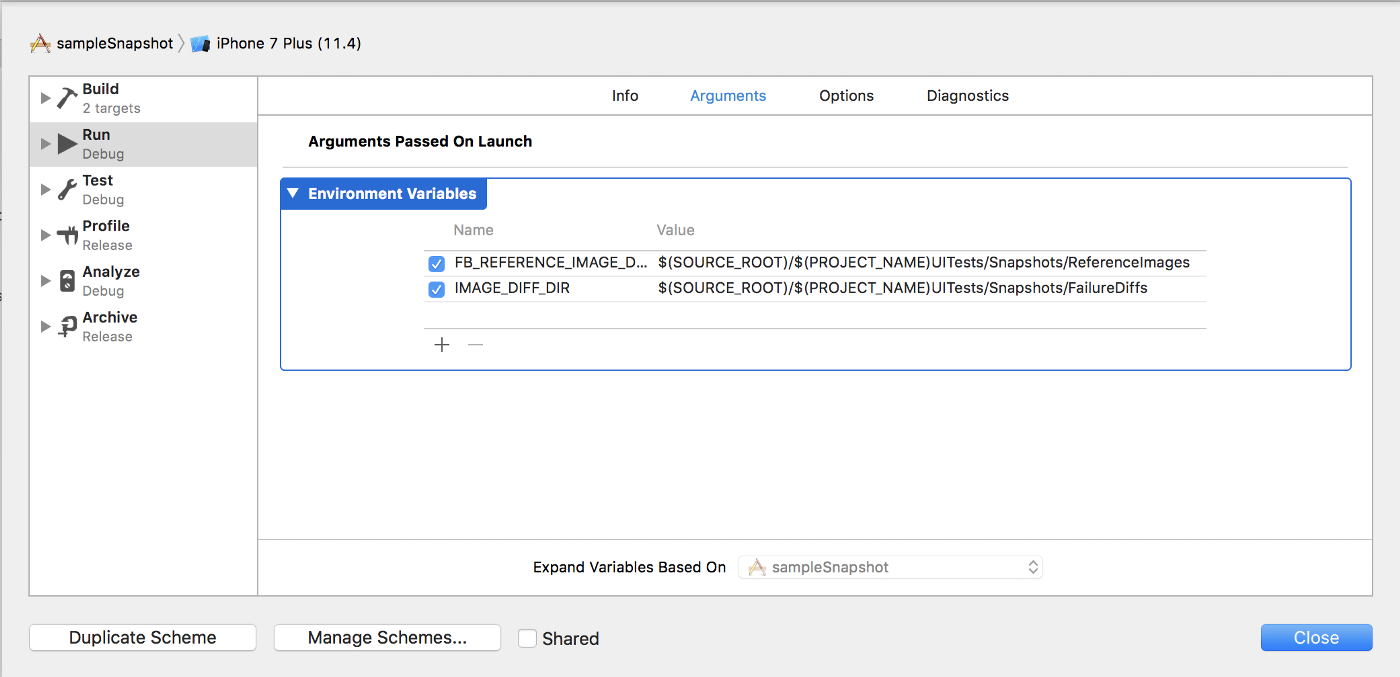 sampleSnapshot iPhone 7 Plus (11.4)
Build
2 targets
Run
Debug
Test
Debug
Profile
Release
Analyze
Debug
Archive
Release
Info Arguments Options Diagnostics
Arguments Passed On Launch
Environment Variables
Name Value
FB_REFERENCE_IMAGE_D... $(SOURCE_ROOT)/$(PROJECT_NAME)UITests/Snapshots/ReferenceImages
IMAGE_DIFF_DIR $(SOURCE_ROOT)/$(PROJECT_NAME)UITests/Snapshots/FailureDiffs
Expand Variables Based On sampleSnapshot
Duplicate Scheme Manage Schemes... Shared Close